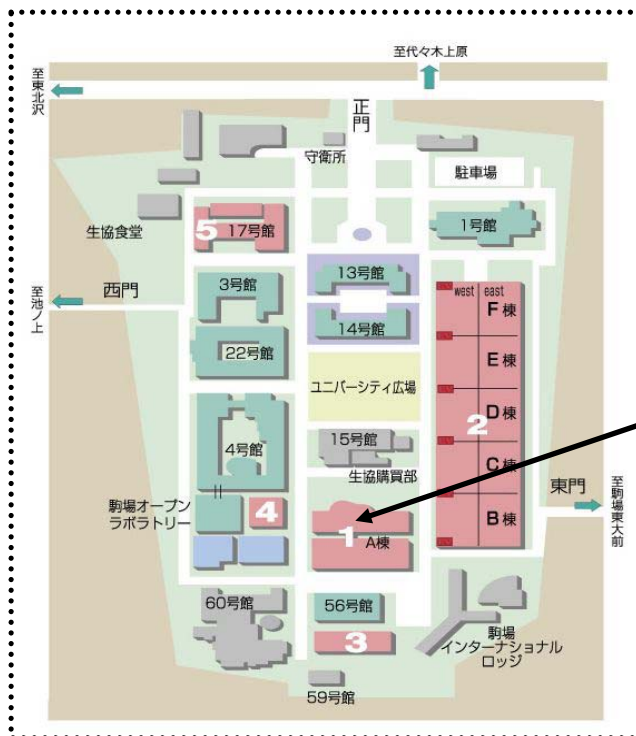 至代々木上原
至東北沢
正門
守衛所
駐車場
生協食堂
5 17号館
1号館
西門
至池ノ上
3号館
13号館
14号館
west east
F棟
E棟
22号館
ユニバーシティ広場
D棟
2
4号館
15号館
生協購買部
C棟
東門
至駒場東大前
駒場オープン
ラボラトリー
4
1 A棟
B棟
60号館
56号館
3
駒場
インターナショナル
ロッジ
59号館